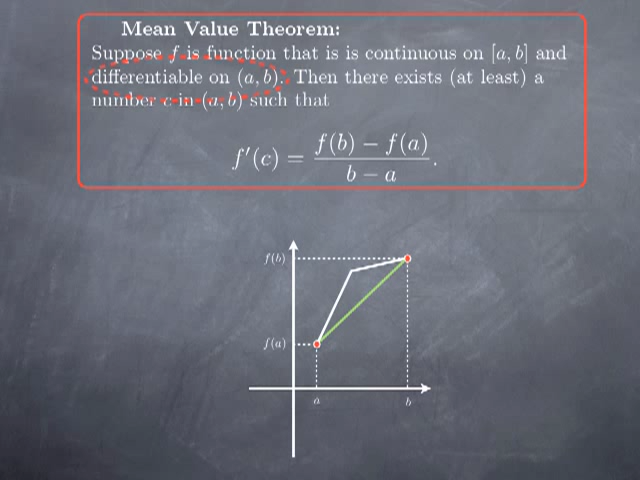 Mean Value Theorem:
Suppose f is function that is is continuous on [a, b] and
differentiable on (a, b). Then there exists (at least) a
number c in (a, b) such that
f′(c) = \frac{f(b) − f(a)}{b − a}.
f(b)
f(a)
a b